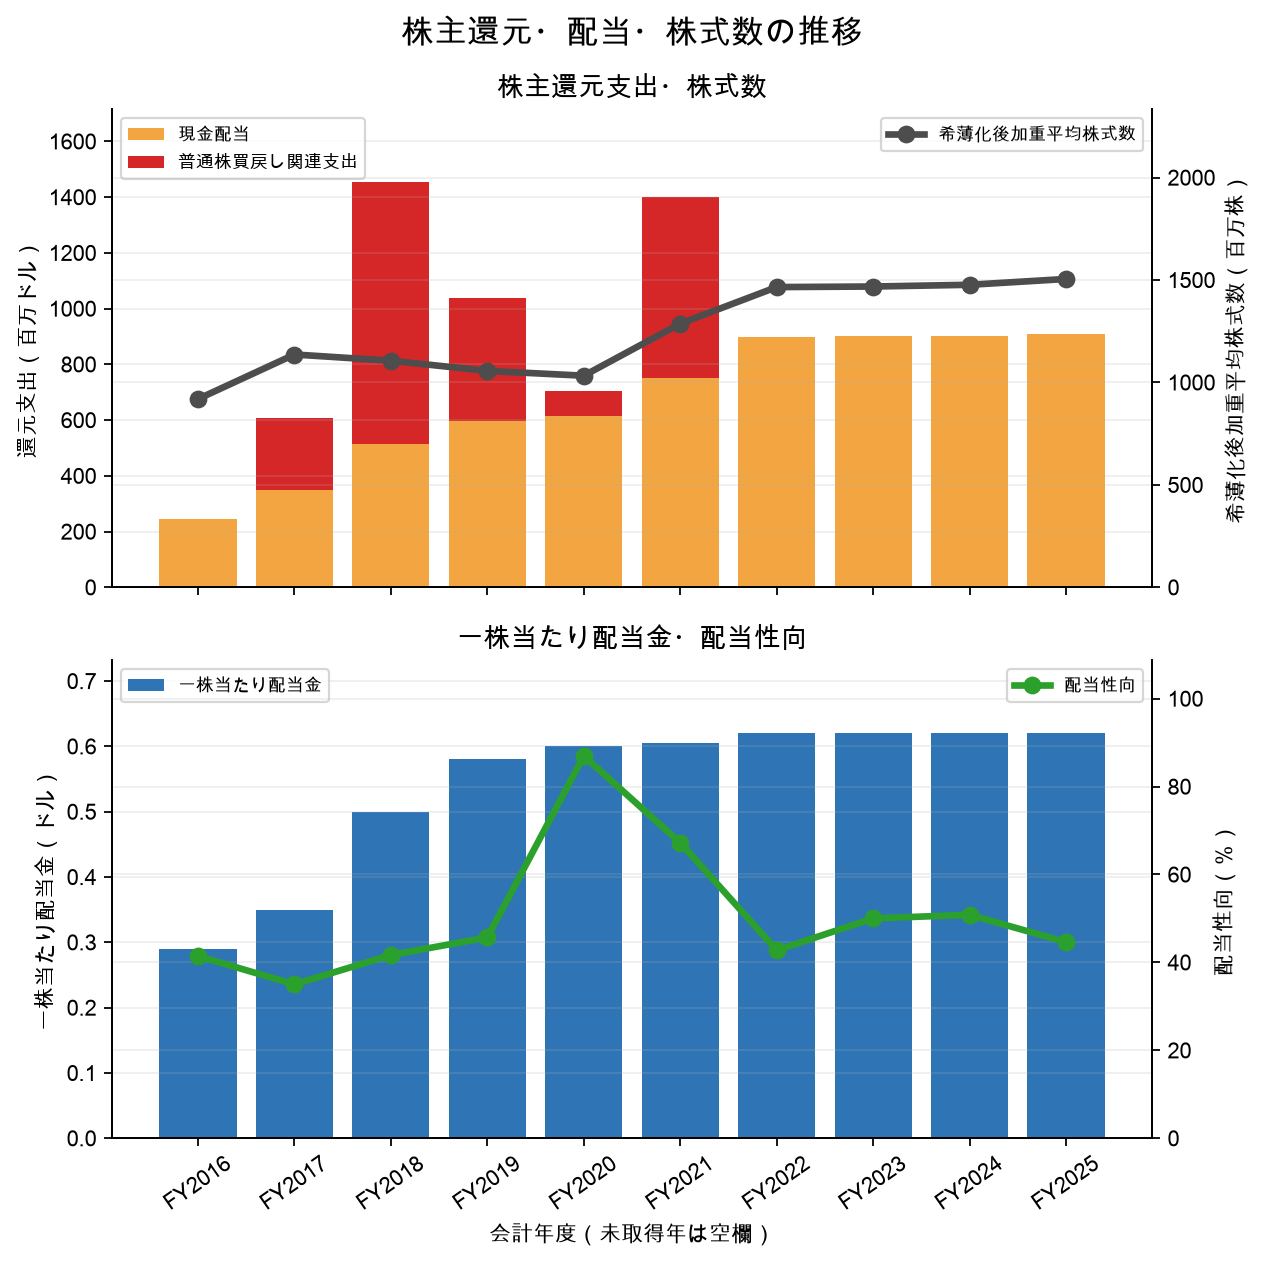 株主還元・配当・株式数の推移
株主還元支出・株式数
現金配当
普通株買戻し関連支出
希薄化後加重平均株式数
還元支出(百万ドル)
1600
1400
1200
1000
800
600
400
200
0
2000
1500
1000
500
0
希薄化後加重平均株式数(百万株)
一株当たり配当金・配当性向
一株当たり配当金
配当性向
一株当たり配当金(ドル)
0.7
0.6
0.5
0.4
0.3
0.2
0.1
0.0
100
80
60
40
20
0
配当性向(%)
FY2016
FY2017
FY2018
FY2019
FY2020
FY2021
FY2022
FY2023
FY2024
FY2025
会計年度(未取得年は空欄)